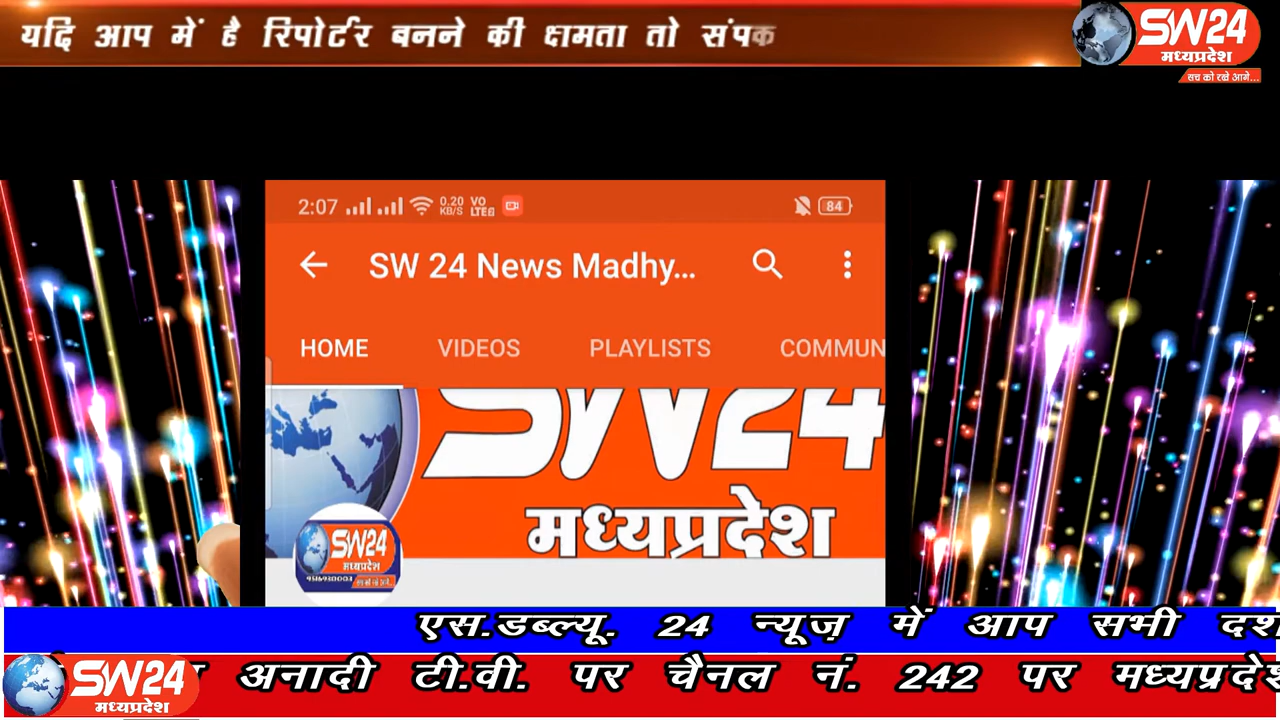 यदि आप में है रिपोर्टर बनने की क्षमता तो संपक
SW24
मध्यप्रदेश
सच को रखे आगे...
2:07
0.20 KB/S
VO LTE2
84
SW 24 News Madhy...
HOME VIDEOS PLAYLISTS COMMUN
SW24
मध्यप्रदेश
SW24
मध्यप्रदेश
एस.डब्ल्यू. 24 न्यूज़ में आप सभी दश
अनादी टी.वी. पर चैनल नं. 242 पर मध्यप्रदेश
SW24
मध्यप्रदेश